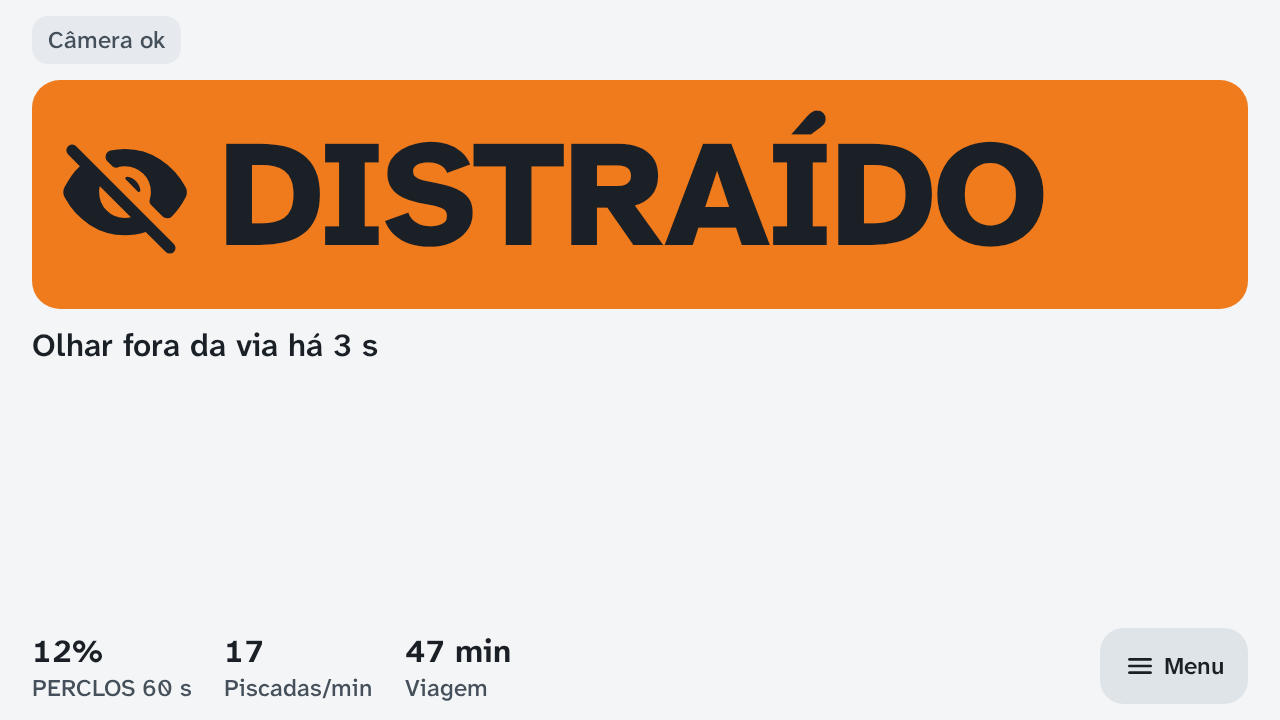 Câmera ok
DISTRAÍDO
Olhar fora da via há 3 s
12%
PERCLOS 60 s
17
Piscadas/min
47 min
Viagem
Menu